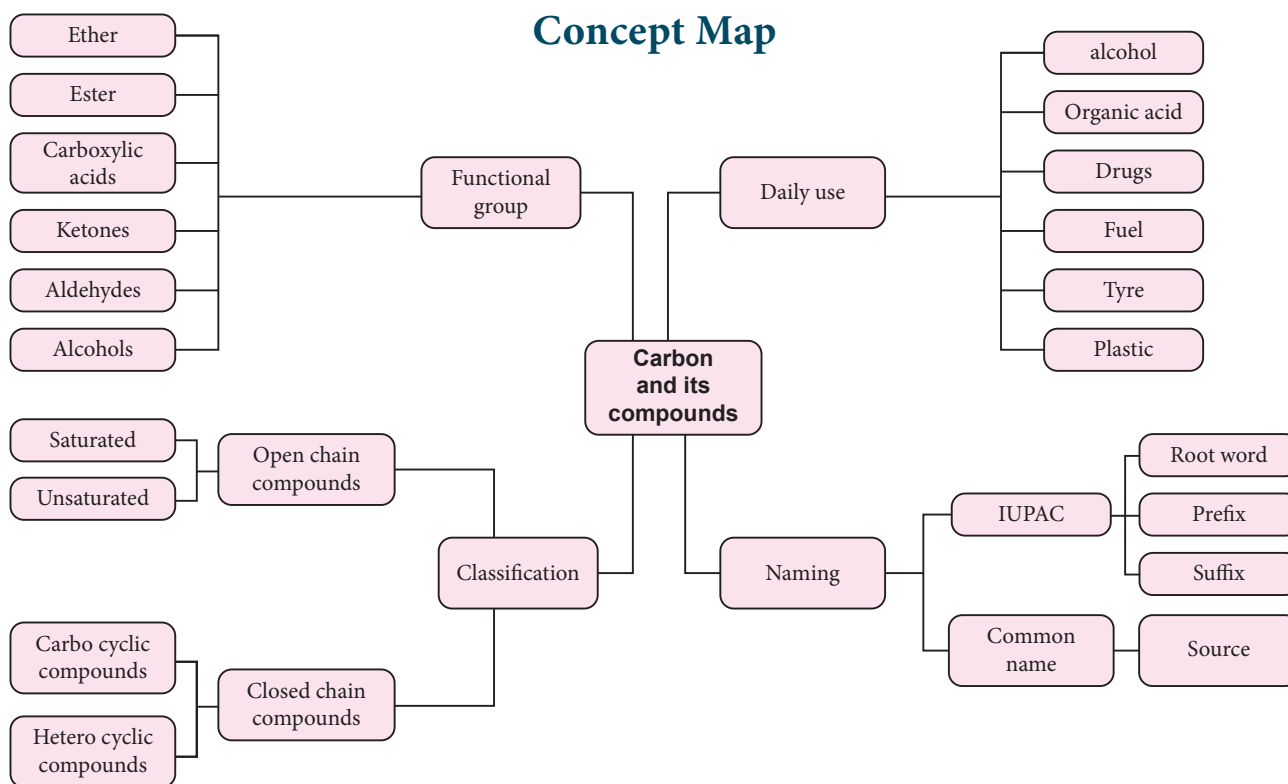 Concept Map
Ether
Ester
Carboxylic
acids
Ketones
Aldehydes
Alcohols
Functional
group
Daily use
alcohol
Organic acid
Drugs
Fuel
Tyre
Plastic
Carbon
and its
compounds
Saturated
Unsaturated
Open chain
compounds
Classification
Carbo cyclic
compounds
Hetero cyclic
compounds
Closed chain
compounds
Naming
IUPAC
Root word
Prefix
Suffix
Common
name
Source